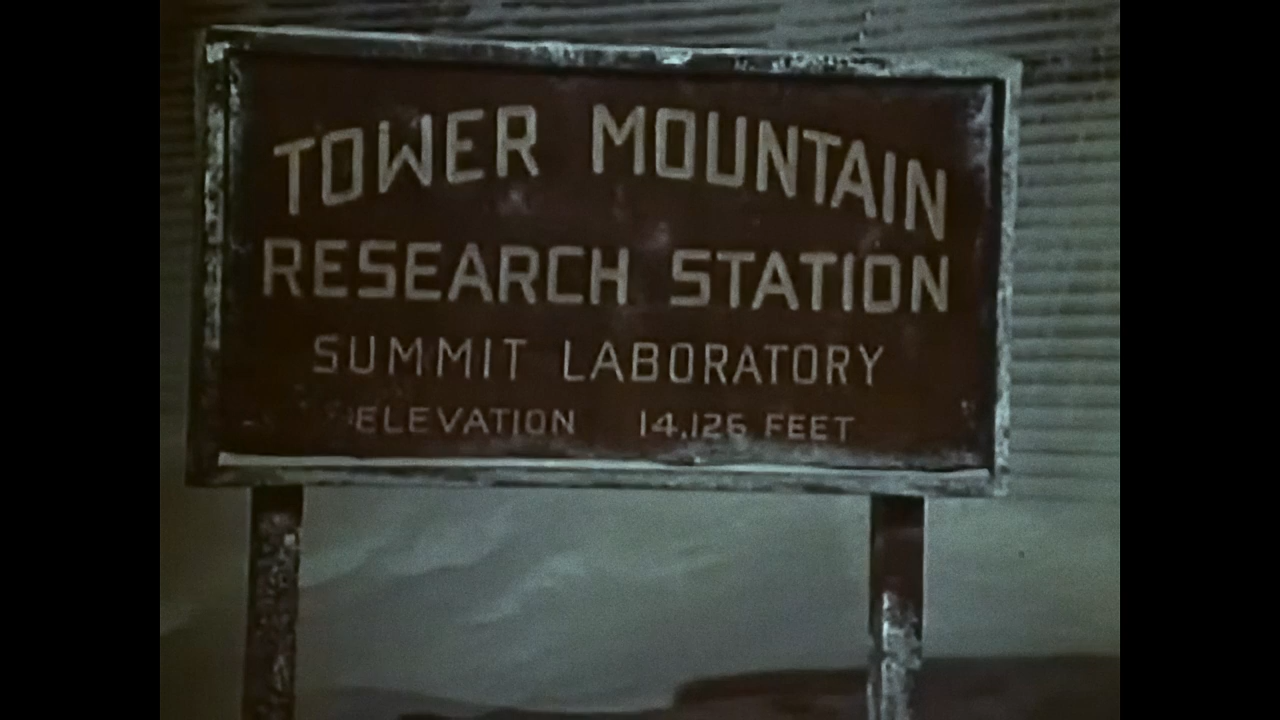 TOWER MOUNTAIN
RESEARCH STATION
SUMMIT LABORATORY
ELEVATION 14,126 FEET